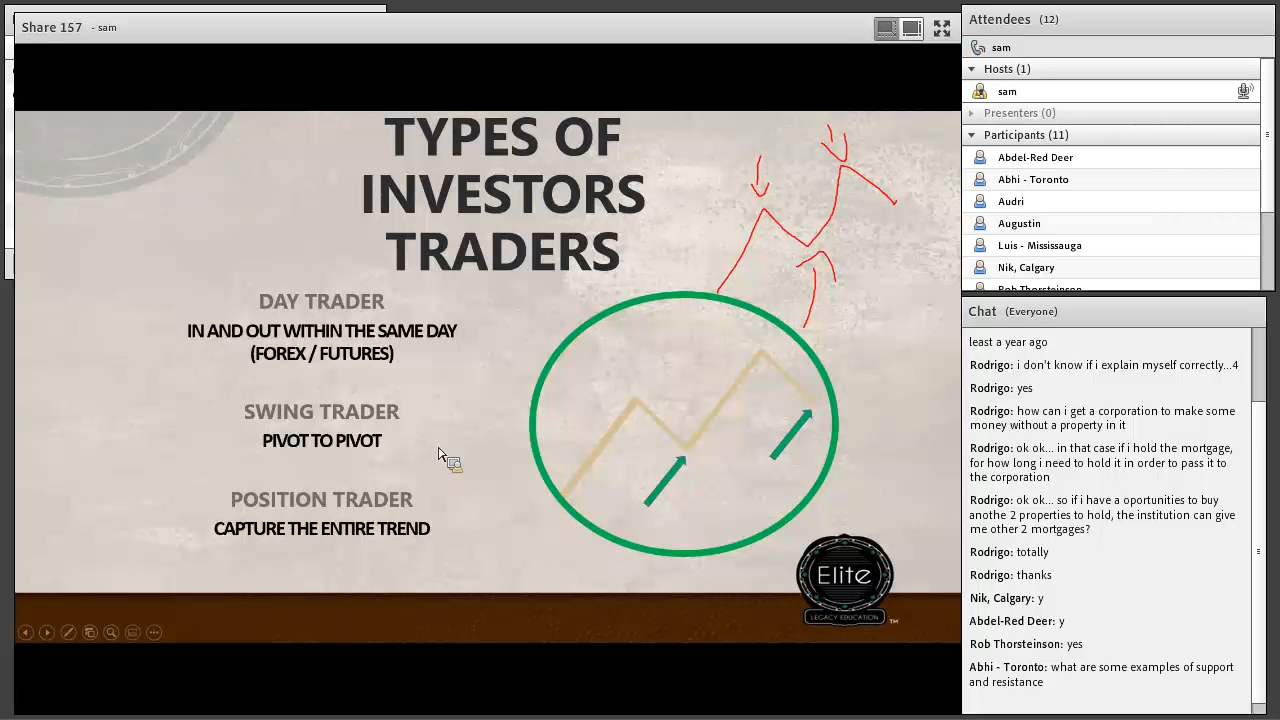 Share 157 - sam
TYPES OF
INVESTORS
TRADERS
DAY TRADER
IN AND OUT WITHIN THE SAME DAY
(FOREX / FUTURES)
SWING TRADER
PIVOT TO PIVOT
POSITION TRADER
CAPTURE THE ENTIRE TREND
Elite
LEGACY EDUCATION
TM
Attendees (12)
sam
Hosts (1)
sam
Presenters (0)
Participants (11)
Abdel-Red Deer
Abhi - Toronto
Audri
Augustin
Luis - Mississauga
Nik, Calgary
Rob Thorsteinson
Chat (Everyone)
least a year ago
Rodrigo: i don't know if i explain myself correctly...4
Rodrigo: yes
Rodrigo: how can i get a corporation to make some
money without a property in it
Rodrigo: ok ok... in that case if i hold the mortgage,
for how long i need to hold it in order to pass it to
the corporation
Rodrigo: ok ok... so if i have a oportunities to buy
anothe 2 properties to hold, the institution can give
me other 2 mortgages?
Rodrigo: totally
Rodrigo: thanks
Nik, Calgary: y
Abdel-Red Deer: y
Rob Thorsteinson: yes
Abhi - Toronto: what are some examples of support
and resistance